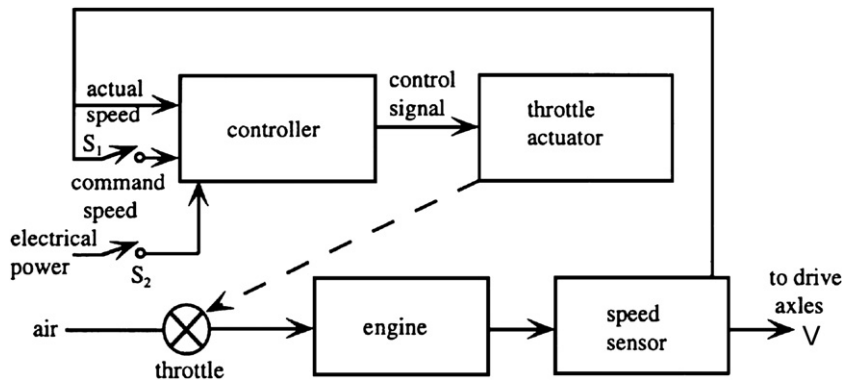 actual
speed
S₁
command
speed
electrical
power
S₂
controller
control
signal
throttle
actuator
air
throttle
engine
speed
sensor
to drive
axles
V